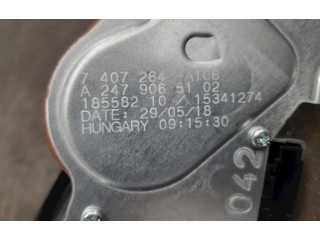 7 407 264 -AT06
A 247 906 51 02
185582 10 / 15341274
DATE: 29/05/18
HUNGARY 09:15:30
042